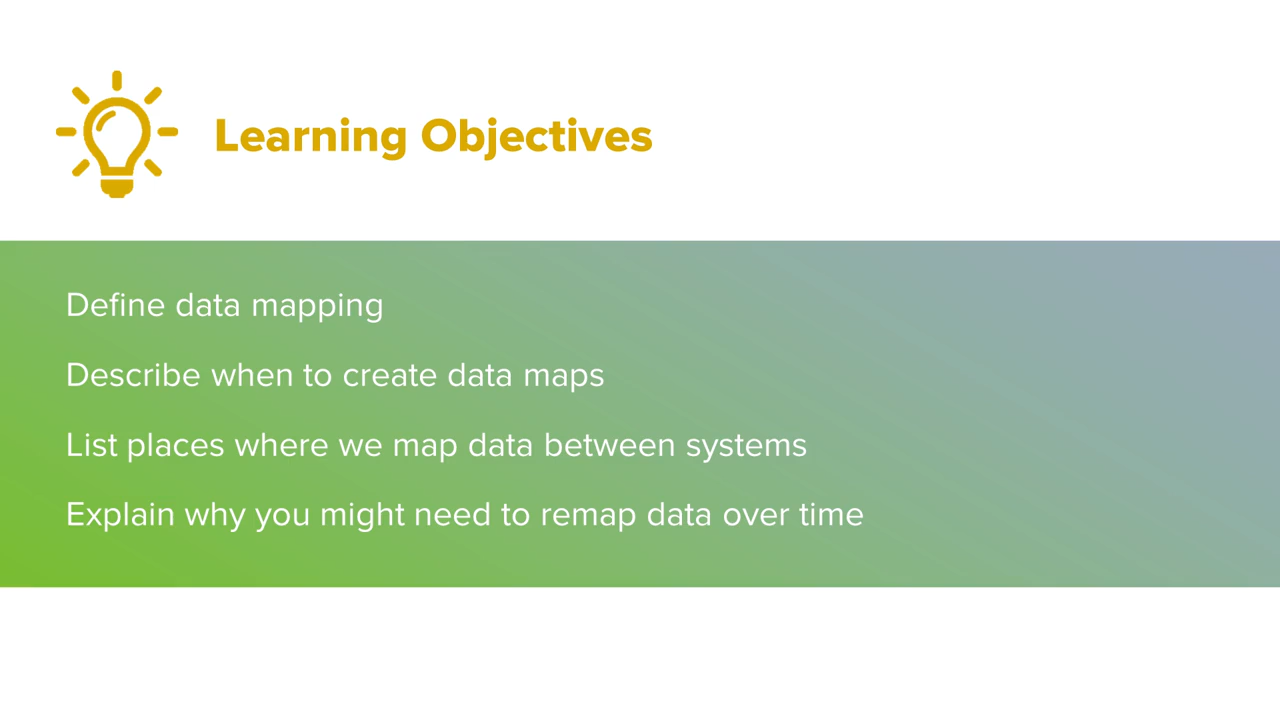 Learning Objectives
Define data mapping
Describe when to create data maps
List places where we map data between systems
Explain why you might need to remap data over time